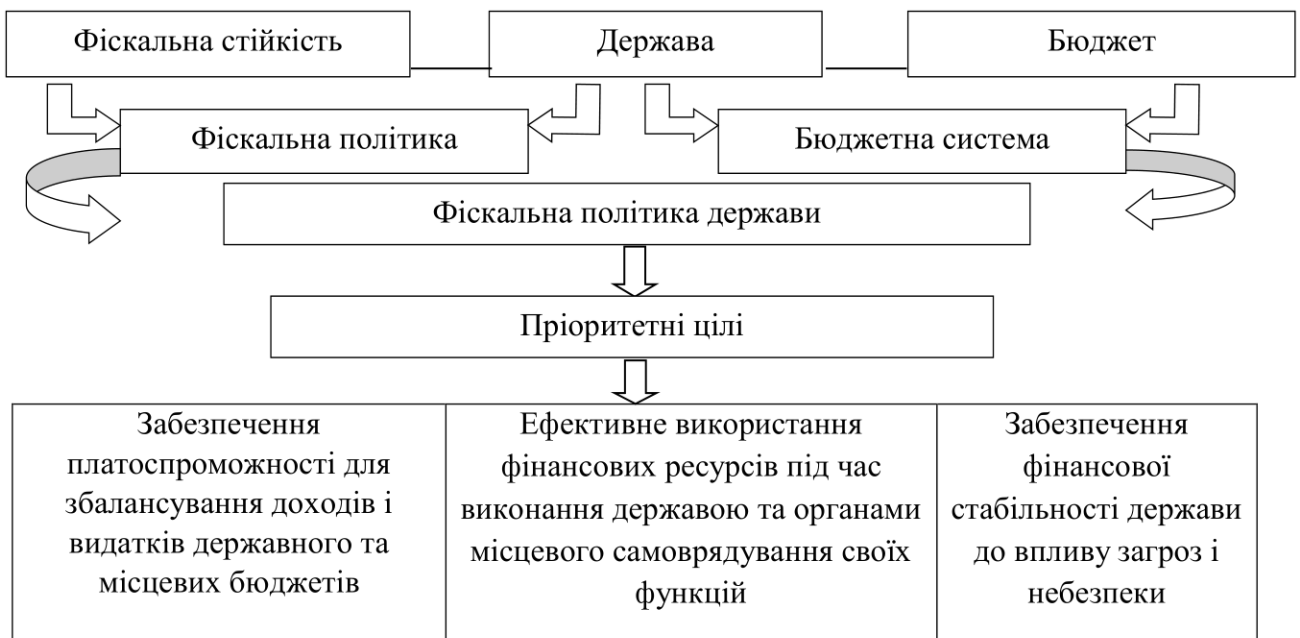 Фіскальна стійкість
Держава
Бюджет
Фіскальна політика
Бюджетна система
Фіскальна політика держави
Пріоритетні цілі
Забезпечення
платоспроможності для
збалансування доходів і
видатків державного та
місцевих бюджетів
Ефективне використання
фінансових ресурсів під час
виконання державою та органами
місцевого самоврядування своїх
функцій
Забезпечення
фінансової
стабільності держави
до впливу загроз і
небезпеки